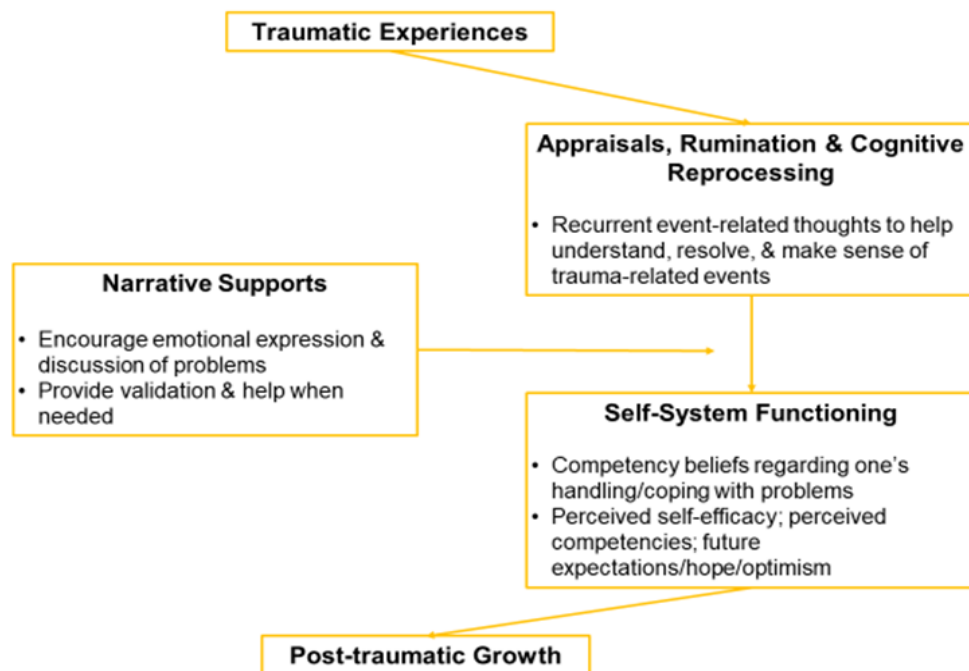 Traumatic Experiences
Appraisals, Rumination & Cognitive
Reprocessing
• Recurrent event-related thoughts to help
understand, resolve, & make sense of
trauma-related events
Narrative Supports
• Encourage emotional expression &
discussion of problems
• Provide validation & help when
needed
Self-System Functioning
• Competency beliefs regarding one's
handling/coping with problems
• Perceived self-efficacy; perceived
competencies; future
expectations/hope/optimism
Post-traumatic Growth